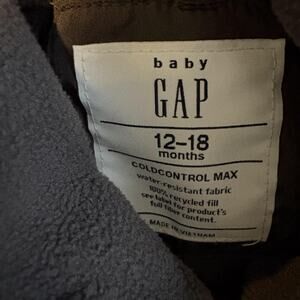 baby
GAP
12-18
months
COLDCONTROL MAX
water-resistant fabric
100% recycled fill
see label for product's
full fiber content.
MADE IN VIETNAM